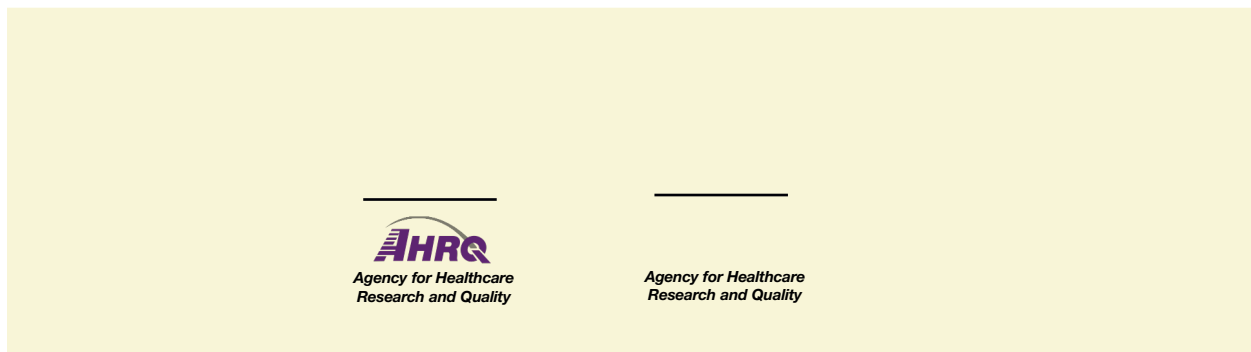 AHRQ
Agency for Healthcare
Research and Quality
Agency for Healthcare
Research and Quality